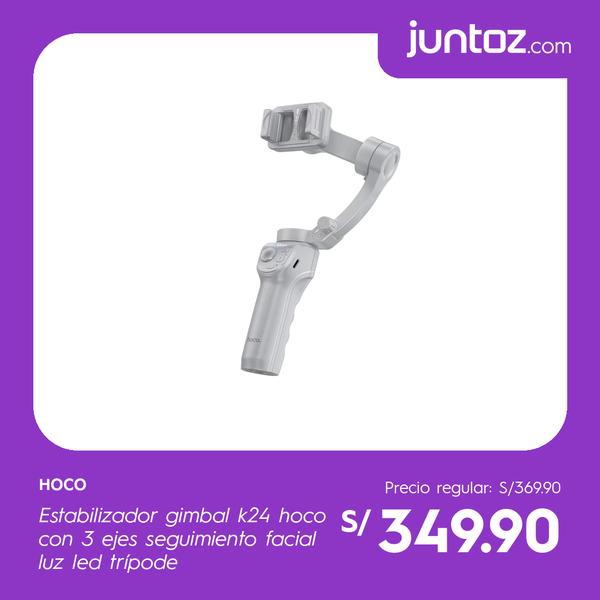 juntoz.com
hoco.
HOCO
Precio regular: S/369.90
Estabilizador gimbal k24 hoco
con 3 ejes seguimiento facial
luz led trípode
S/ 349.90